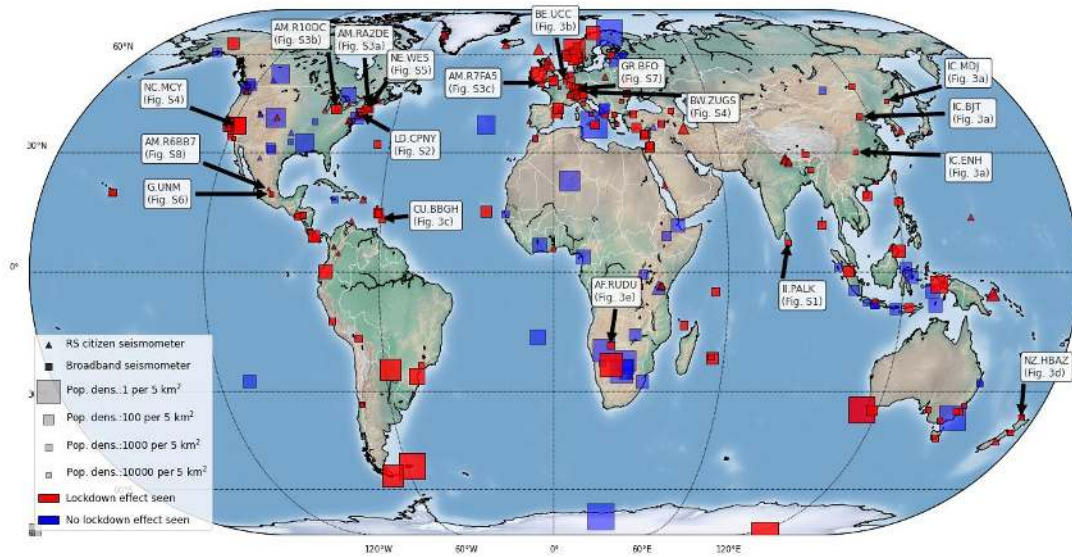 BE.UCC
(Fig. 3b)
AM.R10DC
(Fig. S3b)
AM.RA2DE
(Fig. S3a)
NE.WES
(Fig. S5)
AM.R7FA5
(Fig. S3c)
GR.BFO
(Fig. S7)
BW.ZUGS
(Fig. S4)
IC.MDJ
(Fig. 3a)
IC.BJT
(Fig. 3a)
IC.ENH
(Fig. 3a)
NC.MCY
(Fig. S4)
AM.R6BB7
(Fig. S8)
G.UNM
(Fig. S6)
LD.CPNY
(Fig. S2)
CU.BBGH
(Fig. 3c)
AF.RUDU
(Fig. 3e)
II.PALK
(Fig. S1)
NZ.HBAZ
(Fig. 3d)
60°N
30°N
0°
RS citizen seismometer
Broadband seismometer
Pop. dens.:1 per 5 km²
Pop. dens.:100 per 5 km²
Pop. dens.:1000 per 5 km²
Pop. dens.:10000 per 5 km²
Lockdown effect seen
No lockdown effect seen
120°W
60°W
0°
60°E
120°E